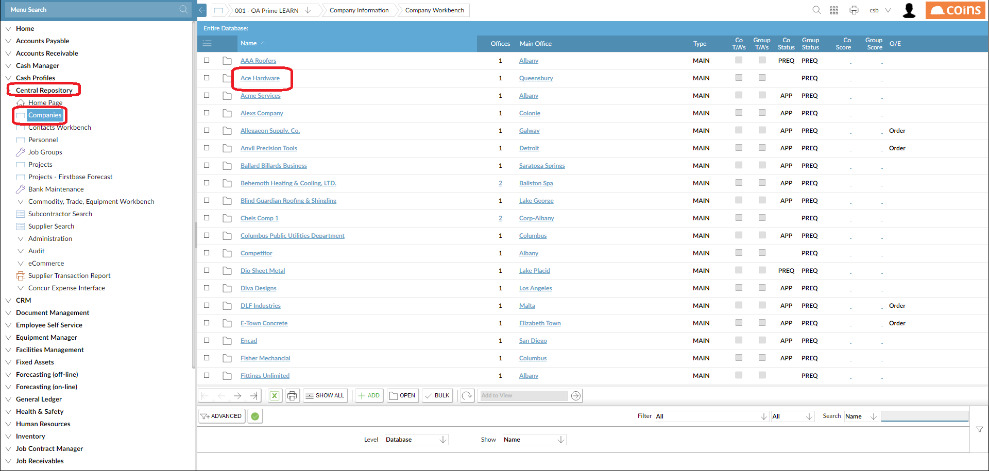 Menu Search
001 - OA Prime LEARN
Company Information
Company Workbench
csb
coins
Home
Accounts Payable
Accounts Receivable
Cash Manager
Cash Profiles
Central Repository
Home Page
Companies
Contacts Workbench
Personnel
Job Groups
Projects
Projects - Firstbase Forecast
Bank Maintenance
Commodity, Trade, Equipment Workbench
Subcontractor Search
Supplier Search
Administration
Audit
eCommerce
Supplier Transaction Report
Concur Expense Interface
CRM
Document Management
Employee Self Service
Equipment Manager
Facilities Management
Fixed Assets
Forecasting (off-line)
Forecasting (on-line)
General Ledger
Health & Safety
Human Resources
Inventory
Job Contract Manager
Job Receivables
Entire Database:
Name Offices Main Office Type Co T/A's Group T/A's Co Status Group Status Co Score Group Score O/E
AAA Roofers 1 Albany MAIN PREQ PREQ
Ace Hardware 1 Queensbury MAIN PREQ
Acme Services 1 Albany MAIN APP PREQ
Alexs Company 1 Colonie MAIN APP PREQ
Allexacon Supply, Co. 1 Galway MAIN APP PREQ Order
Anvil Precision Tools 1 Detroit MAIN APP PREQ Order
Ballard Billards Business 1 Saratoga Springs MAIN APP PREQ
Behemoth Heating & Cooling, LTD. 2 Ballston Spa MAIN APP PREQ
Blind Guardian Roofing & Shingling 1 Lake George MAIN APP PREQ
Chels Comp 1 2 Corp-Albany MAIN PREQ
Columbus Public Utilities Department 1 Columbus MAIN APP PREQ
Competitor 1 Albany MAIN PREQ
Dio Sheet Metal 1 Lake Placid MAIN PREQ PREQ
Diva Designs 1 Los Angeles MAIN APP PREQ
DLF Industries 1 Malta MAIN APP PREQ Order
E-Town Concrete 1 Elizabeth Town MAIN APP PREQ Order
Encad 1 San Diego MAIN APP PREQ
Fisher Mechancial 1 Columbus MAIN APP PREQ
Fittings Unlimited 1 Albany MAIN PREQ
SHOW ALL
ADD
OPEN
BULK
Add to View
ADVANCED
Filter All
All
Search Name
Level Database
Show Name